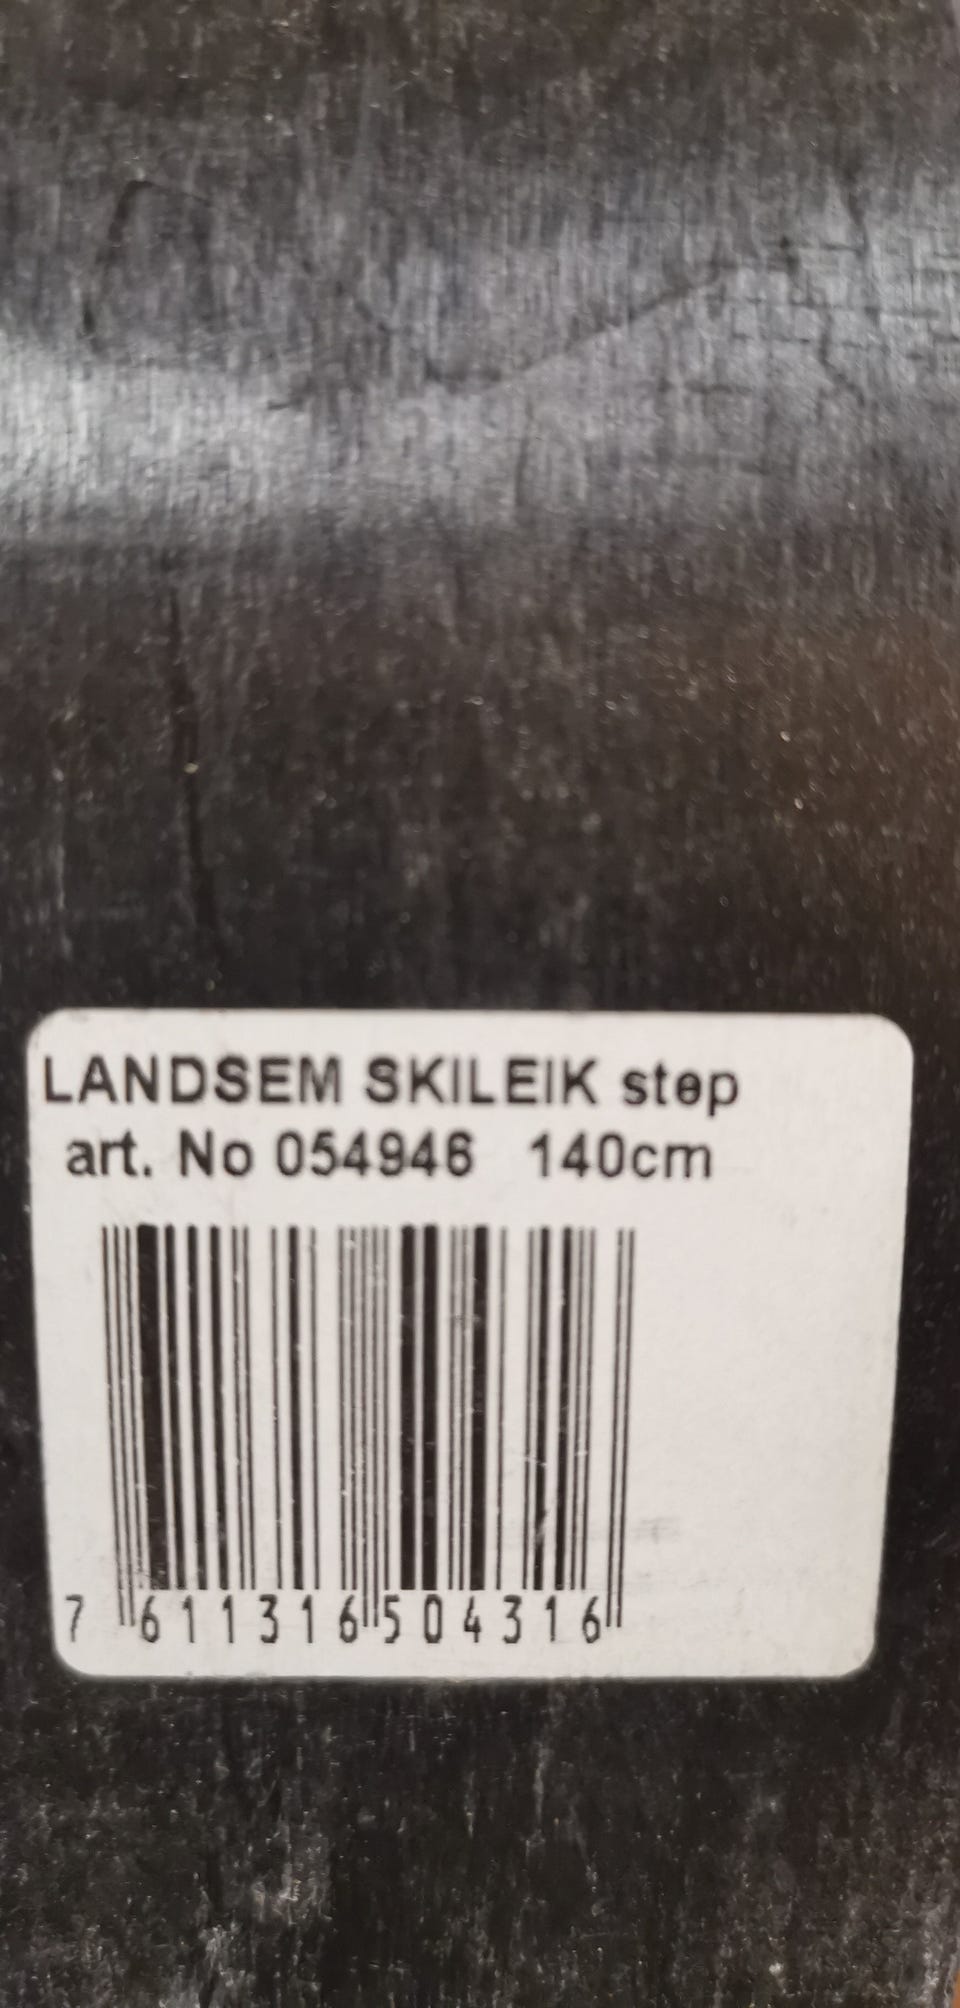 LANDSEM SKILEIK step
art. No 054946 140cm
7 611316 504316